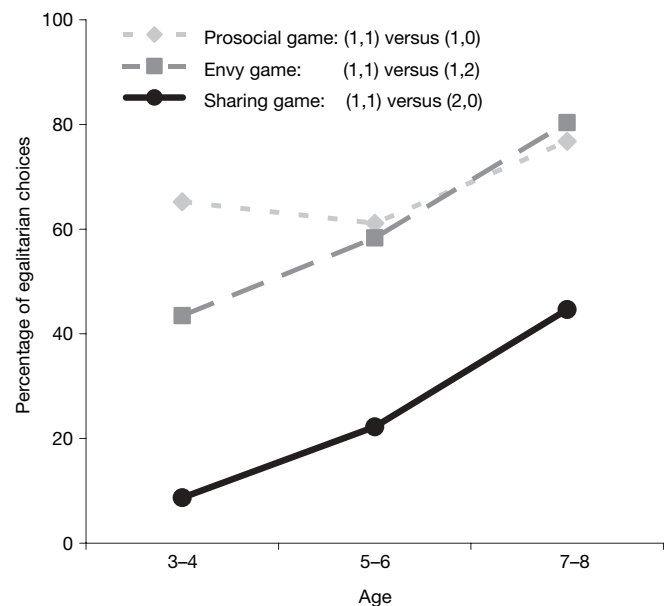 100
Prosocial game: (1,1) versus (1,0)
Envy game: (1,1) versus (1,2)
Sharing game: (1,1) versus (2,0)
80
60
40
20
0
Percentage of egalitarian choices
3–4
5–6
7–8
Age